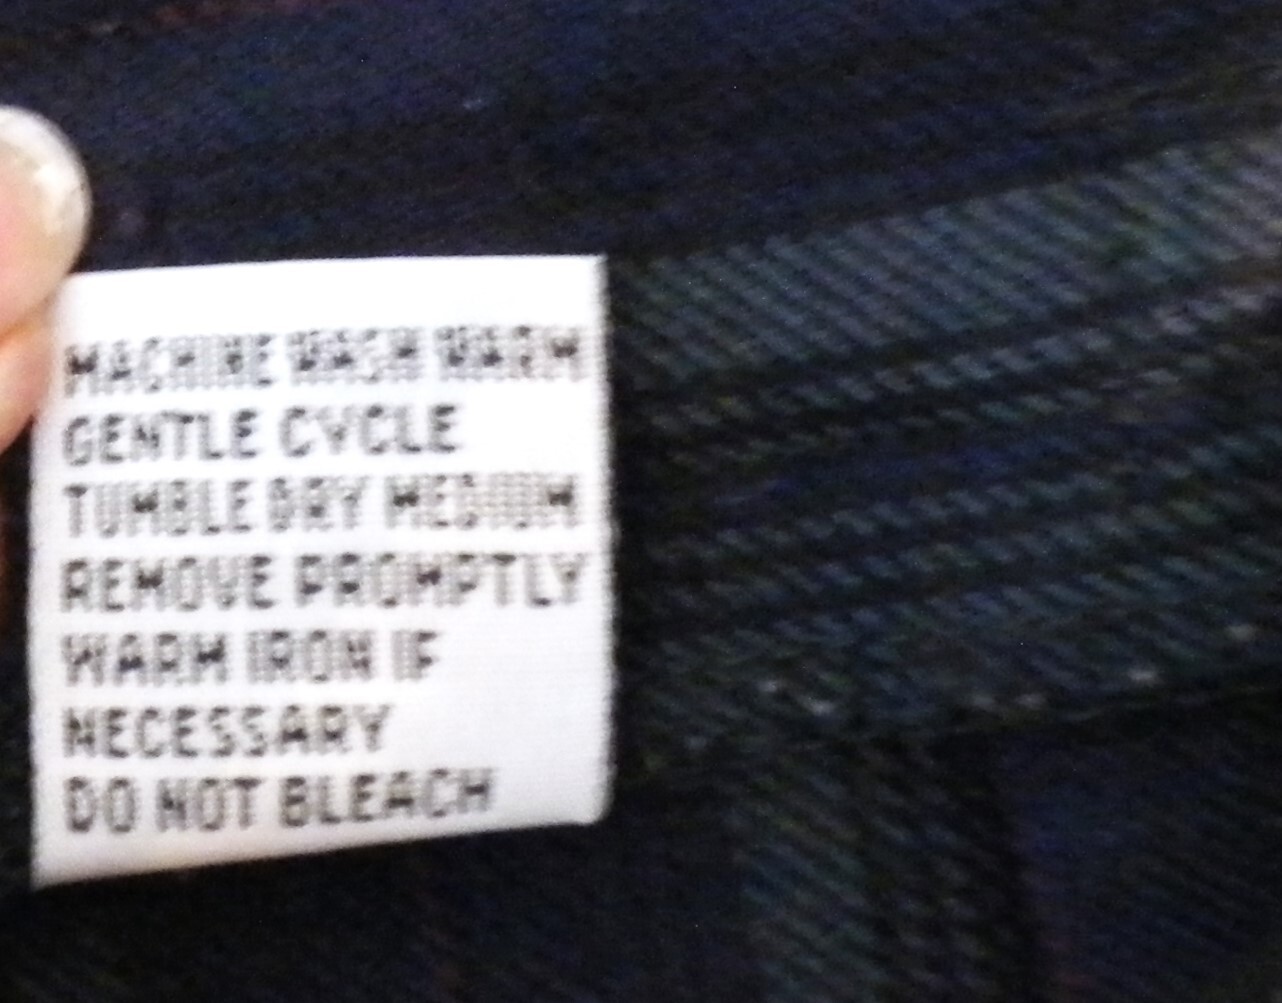 MACHINE WASH WARM
GENTLE CYCLE
TUMBLE DRY MEDIUM
REMOVE PROMPTLY
WARM IRON IF
NECESSARY
DO NOT BLEACH